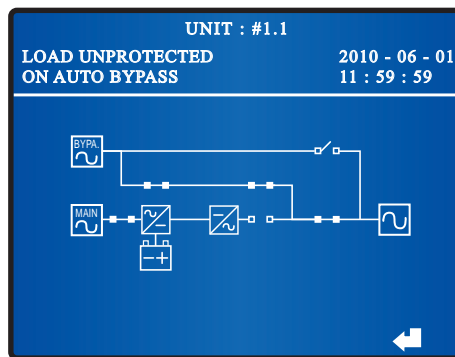 UNIT : #1.1
LOAD UNPROTECTED 2010 - 06 - 01
ON AUTO BYPASS 11 : 59 : 59
BYPA.
MAIN